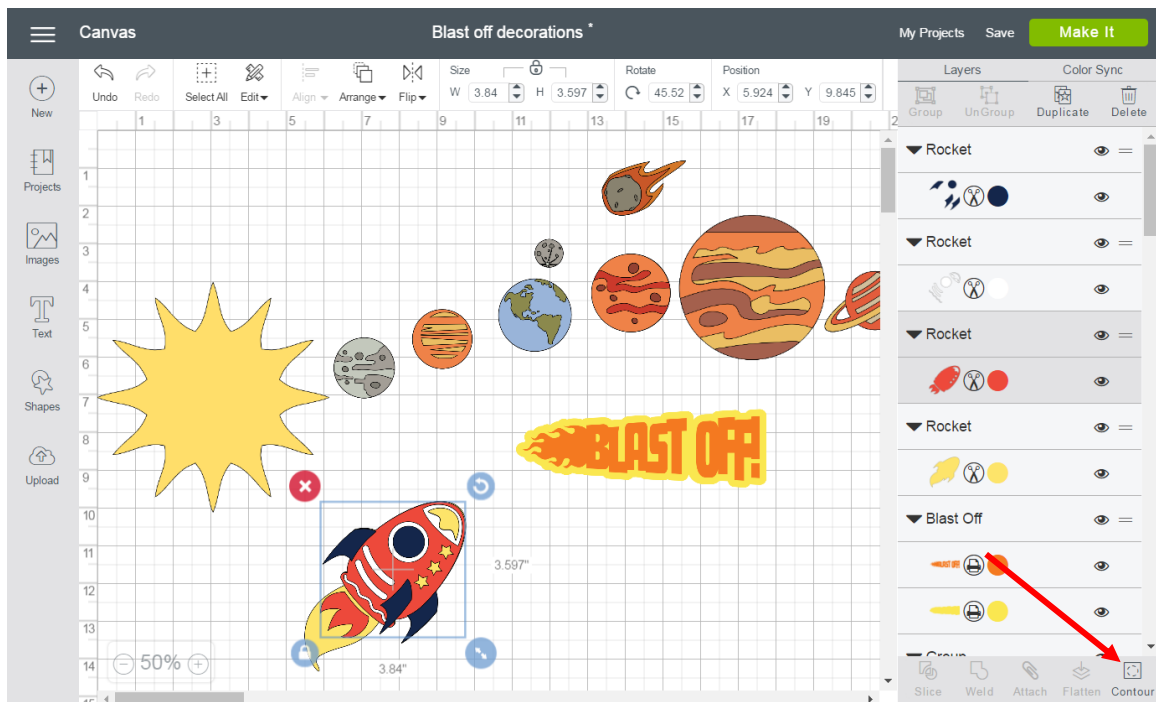 Canvas
Blast off decorations *
My Projects Save Make It
Size
Rotate
Position
W 3.84 H 3.597
45.52
X 5.924 Y 9.845
Undo Redo Select All Edit Align Arrange Flip
Layers Color Sync
Group UnGroup Duplicate Delete
New
Projects
Images
Text
Shapes
Upload
1 3 5 7 9 11 13 15 17 19 2
1
2
3
4
5
6
7
8
9
10
11
12
13
14
15
BLAST OFF!
3.597"
3.84"
50%
Rocket
Rocket
Rocket
Rocket
Blast Off
BLAST OFF!
Group
Slice Weld Attach Flatten Contour